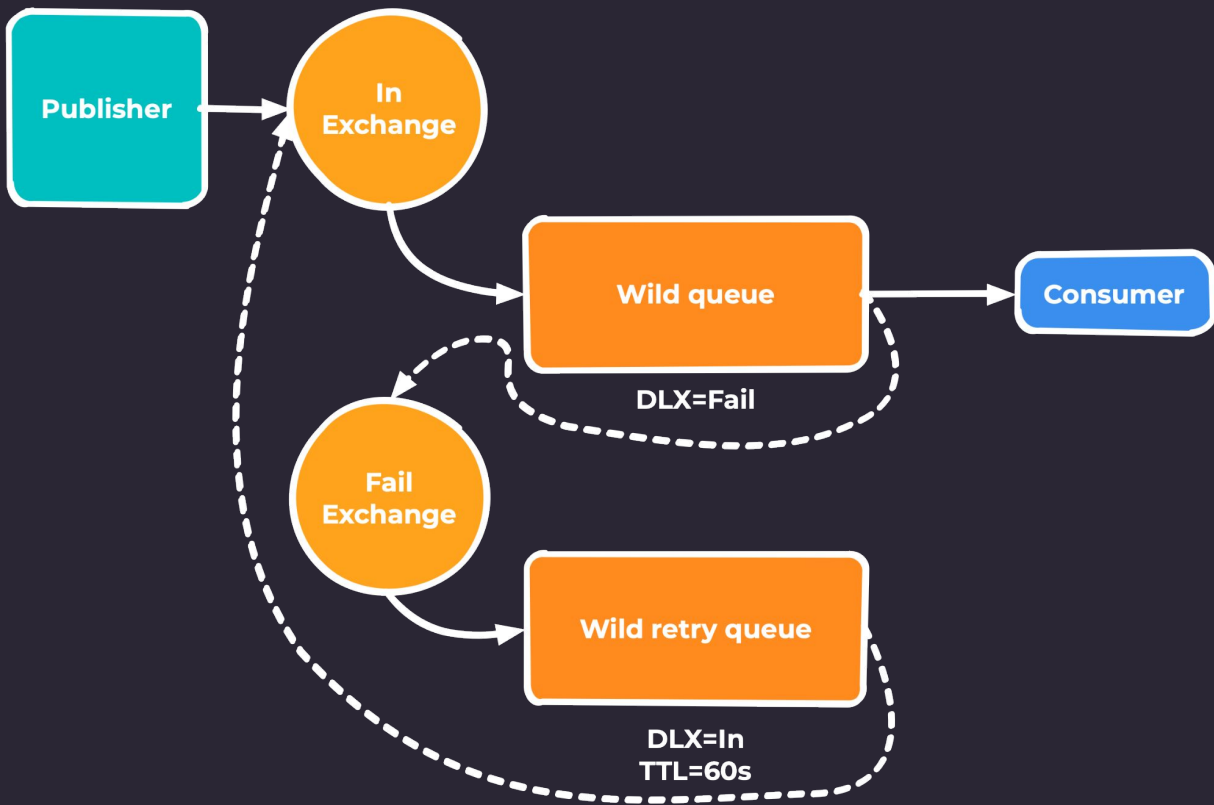 Publisher
In
Exchange
Wild queue
Consumer
DLX=Fail
Fail
Exchange
Wild retry queue
DLX=In
TTL=60s